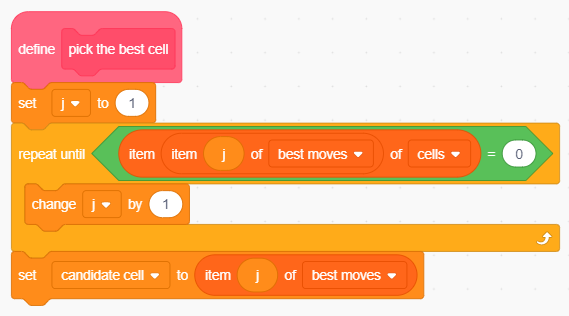 define pick the best cell
set j to 1
repeat until item item j of best moves of cells = 0
change j by 1
set candidate cell to item j of best moves